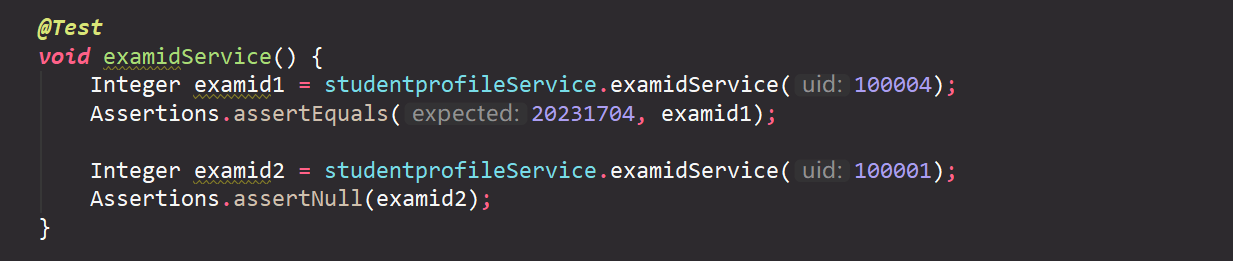 @Test
void examidService() {
Integer examid1 = studentprofileService.examidService( uid: 100004);
Assertions.assertEquals( expected: 20231704, examid1);
Integer examid2 = studentprofileService.examidService( uid: 100001);
Assertions.assertNull(examid2);
}